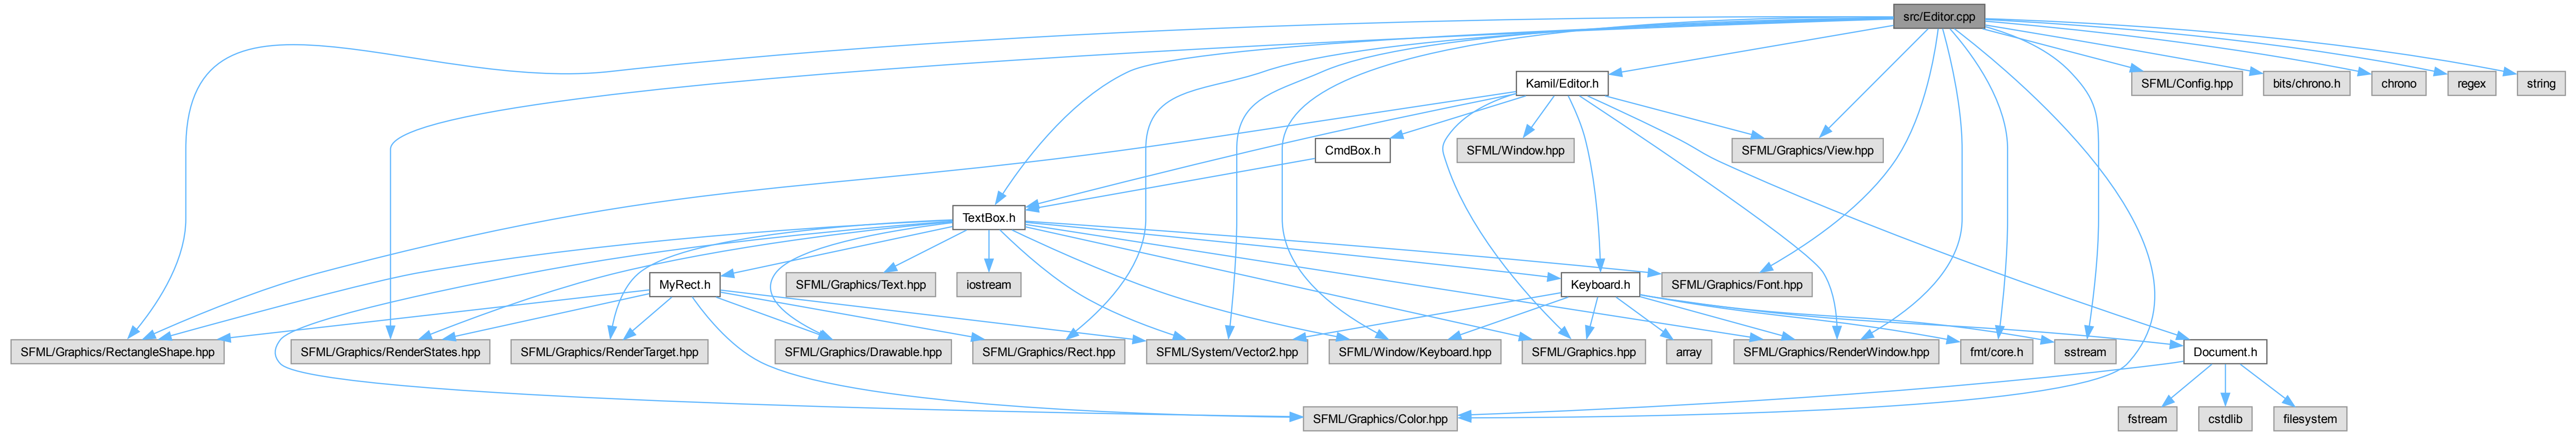 src/Editor.cpp
Kamil/Editor.h
SFML/Config.hpp
bits/chrono.h
chrono
regex
string
CmdBox.h
SFML/Window.hpp
SFML/Graphics/View.hpp
TextBox.h
MyRect.h
SFML/Graphics/Text.hpp
iostream
Keyboard.h
SFML/Graphics/Font.hpp
SFML/Graphics/RectangleShape.hpp
SFML/Graphics/RenderStates.hpp
SFML/Graphics/RenderTarget.hpp
SFML/Graphics/Drawable.hpp
SFML/Graphics/Rect.hpp
SFML/System/Vector2.hpp
SFML/Window/Keyboard.hpp
SFML/Graphics.hpp
array
SFML/Graphics/RenderWindow.hpp
fmt/core.h
sstream
Document.h
SFML/Graphics/Color.hpp
fstream
cstdlib
filesystem